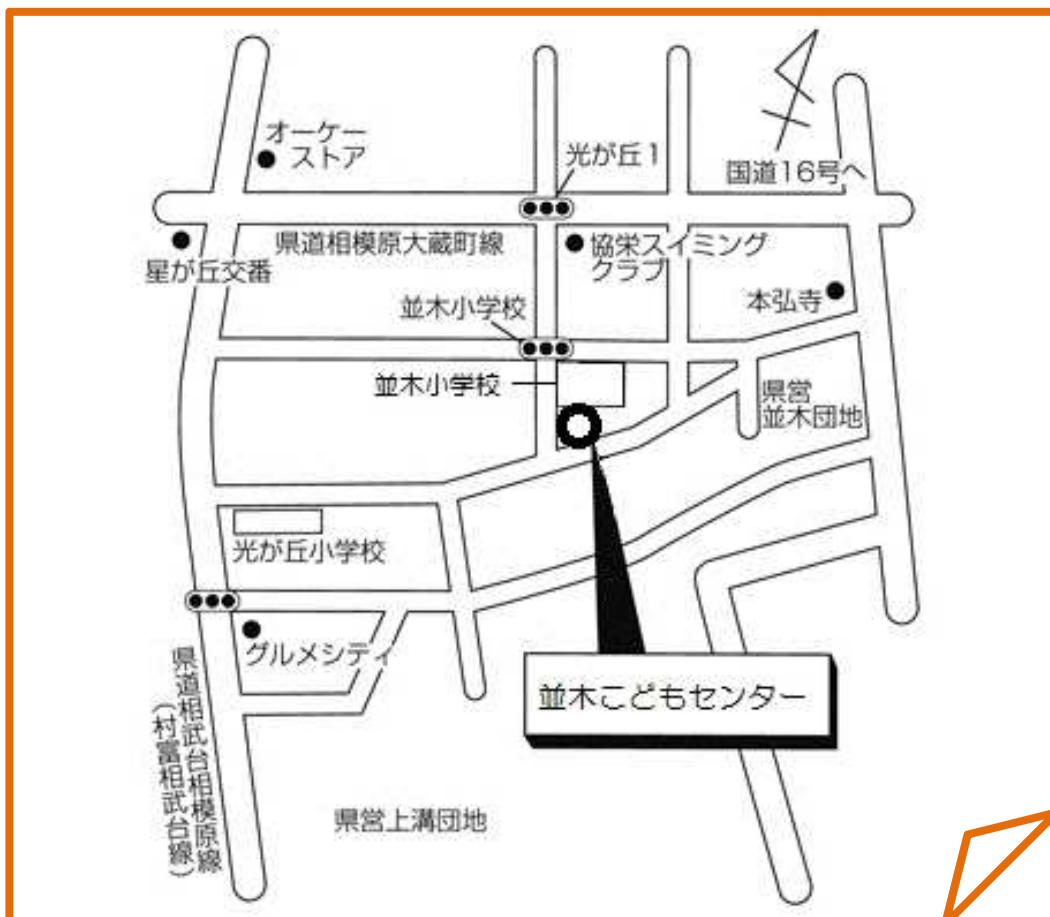 オーケー
ストア
光が丘1
国道16号へ
県道相模原大蔵町線
協栄スイミング
クラブ
星が丘交番
本弘寺
並木小学校
並木小学校
県営
並木団地
光が丘小学校
グルメシティ
県道相武台相模原線
(村富相武台線)
並木こどもセンター
県営上溝団地